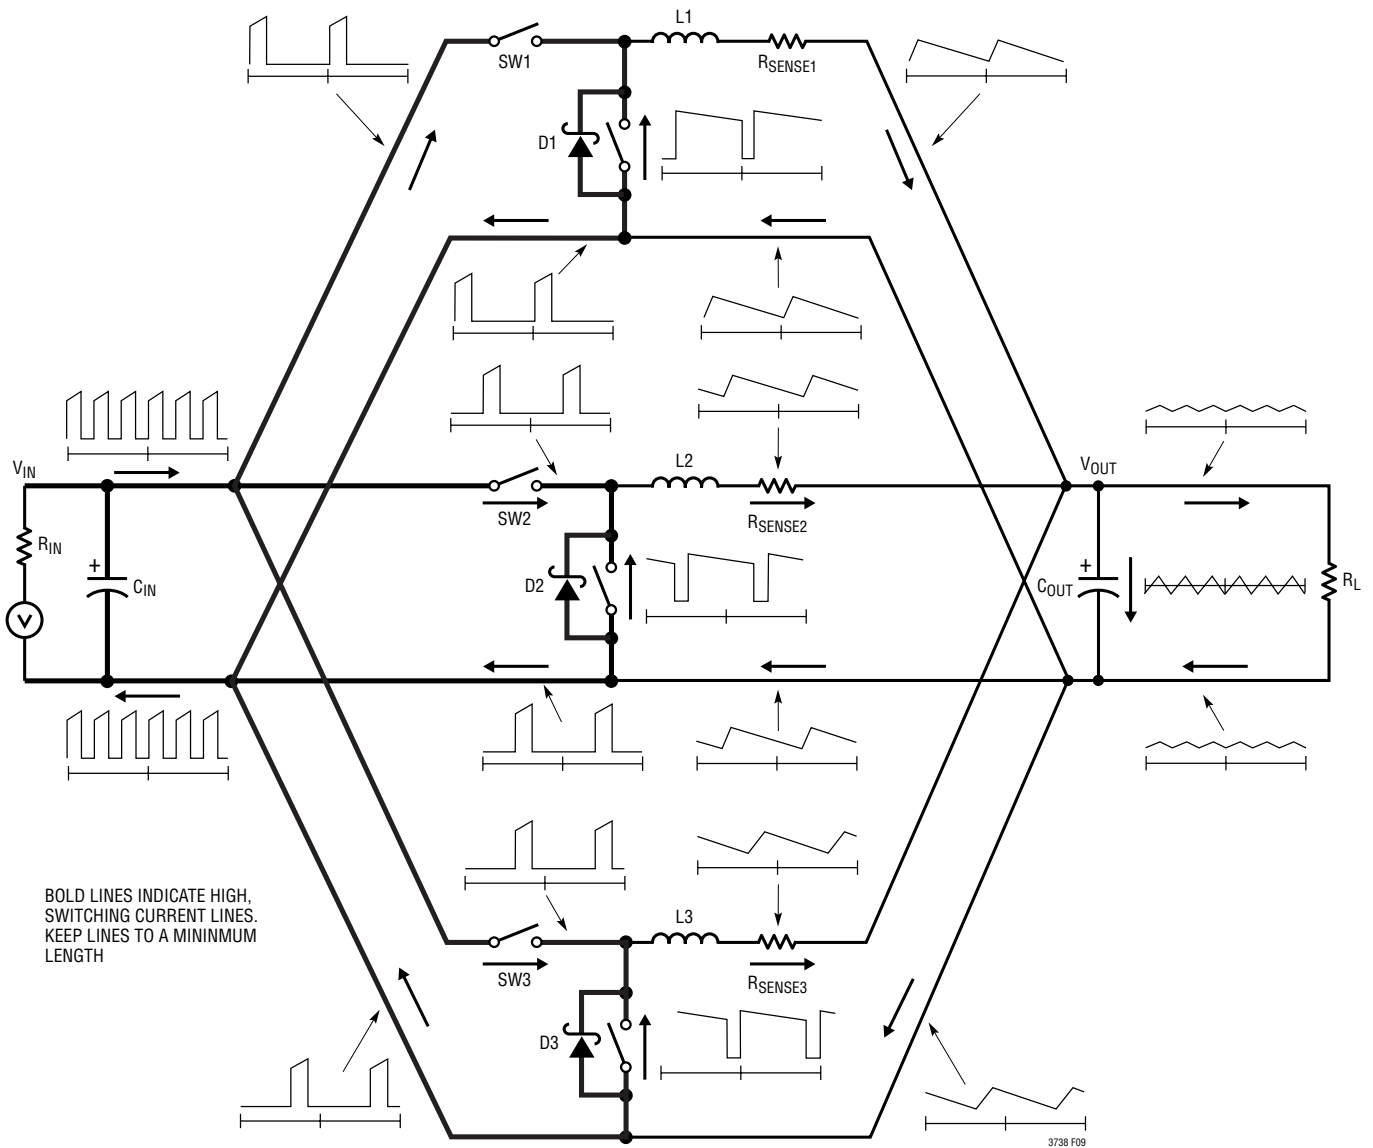 L1
SW1
RSENSE1
D1
L2
VIN
VOUT
SW2
RSENSE2
RIN
+
CIN
D2
+
COUT
RL
V
L3
BOLD LINES INDICATE HIGH,
SWITCHING CURRENT LINES.
KEEP LINES TO A MININMUM
LENGTH
SW3
RSENSE3
D3
3738 F09